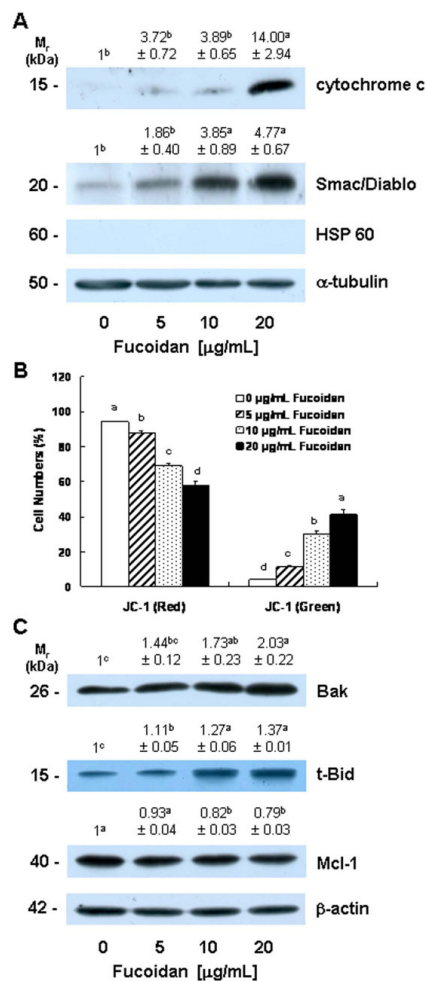 A
Mr
(kDa)
1b 3.72b 3.89b 14.00a
± 0.72 ± 0.65 ± 2.94
15 - cytochrome c
1b 1.86b 3.85a 4.77a
± 0.40 ± 0.89 ± 0.67
20 - Smac/Diablo
60 - HSP 60
50 - α-tubulin
0 5 10 20
Fucoidan [µg/mL]
B
Cell Numbers (%)
120
100
80
60
40
20
0
0 µg/mL Fucoidan
5 µg/mL Fucoidan
10 µg/mL Fucoidan
20 µg/mL Fucoidan
a b c d
d c b a
JC-1 (Red) JC-1 (Green)
C
Mr
(kDa)
1c 1.44bc 1.73ab 2.03a
± 0.12 ± 0.23 ± 0.22
26 - Bak
1c 1.11b 1.27a 1.37a
± 0.05 ± 0.06 ± 0.01
15 - t-Bid
1a 0.93a 0.82b 0.79b
± 0.04 ± 0.03 ± 0.03
40 - Mcl-1
42 - β-actin
0 5 10 20
Fucoidan [µg/mL]